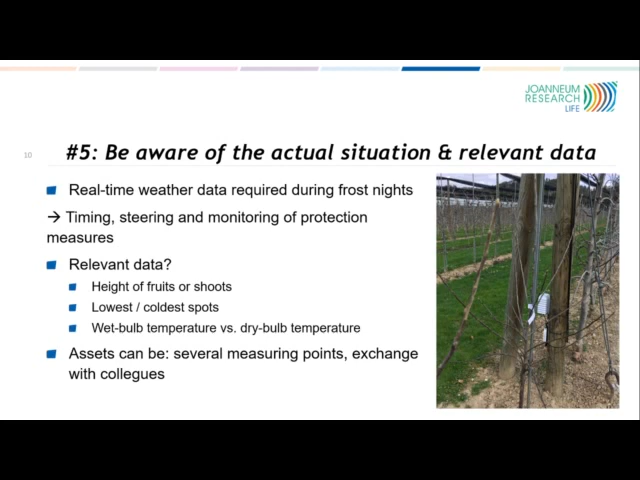 JOANNEUM
RESEARCH
LIFE
10
#5: Be aware of the actual situation & relevant data
Real-time weather data required during frost nights
→ Timing, steering and monitoring of protection
measures
Relevant data?
Height of fruits or shoots
Lowest / coldest spots
Wet-bulb temperature vs. dry-bulb temperature
Assets can be: several measuring points, exchange
with collegues